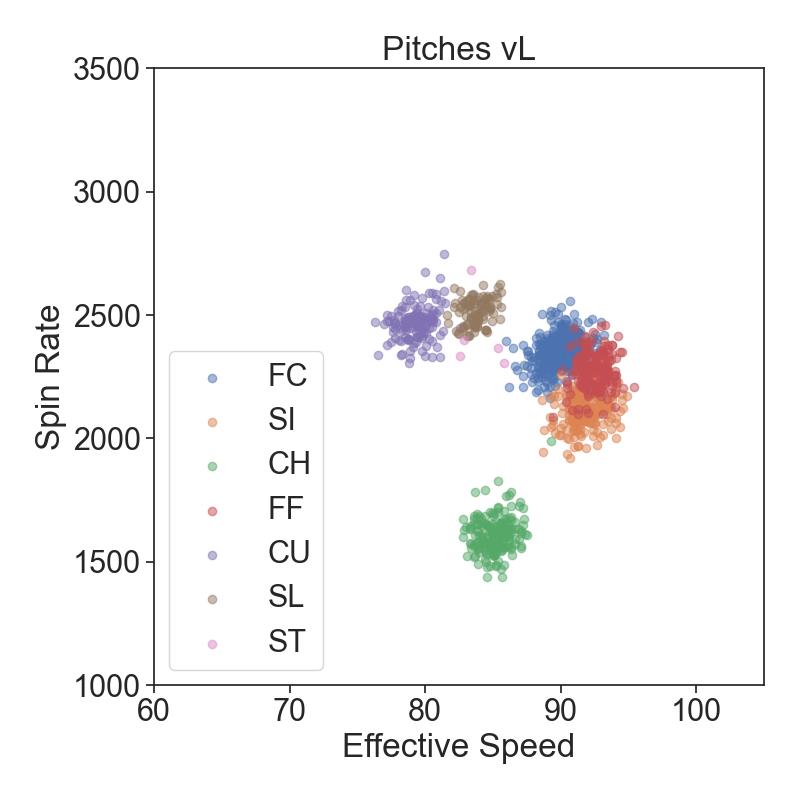 Pitches vL
3500
3000
2500
2000
1500
1000
Spin Rate
FC
SI
CH
FF
CU
SL
ST
60 70 80 90 100
Effective Speed